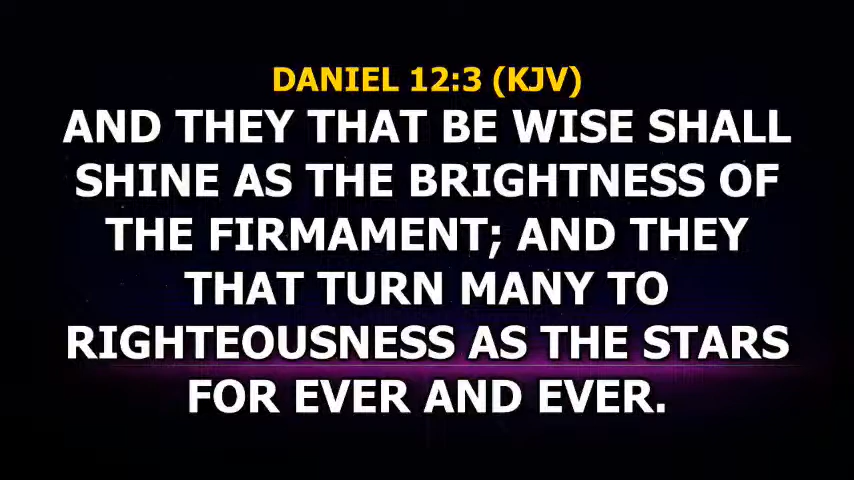 DANIEL 12:3 (KJV)
AND THEY THAT BE WISE SHALL
SHINE AS THE BRIGHTNESS OF
THE FIRMAMENT; AND THEY
THAT TURN MANY TO
RIGHTEOUSNESS AS THE STARS
FOR EVER AND EVER.